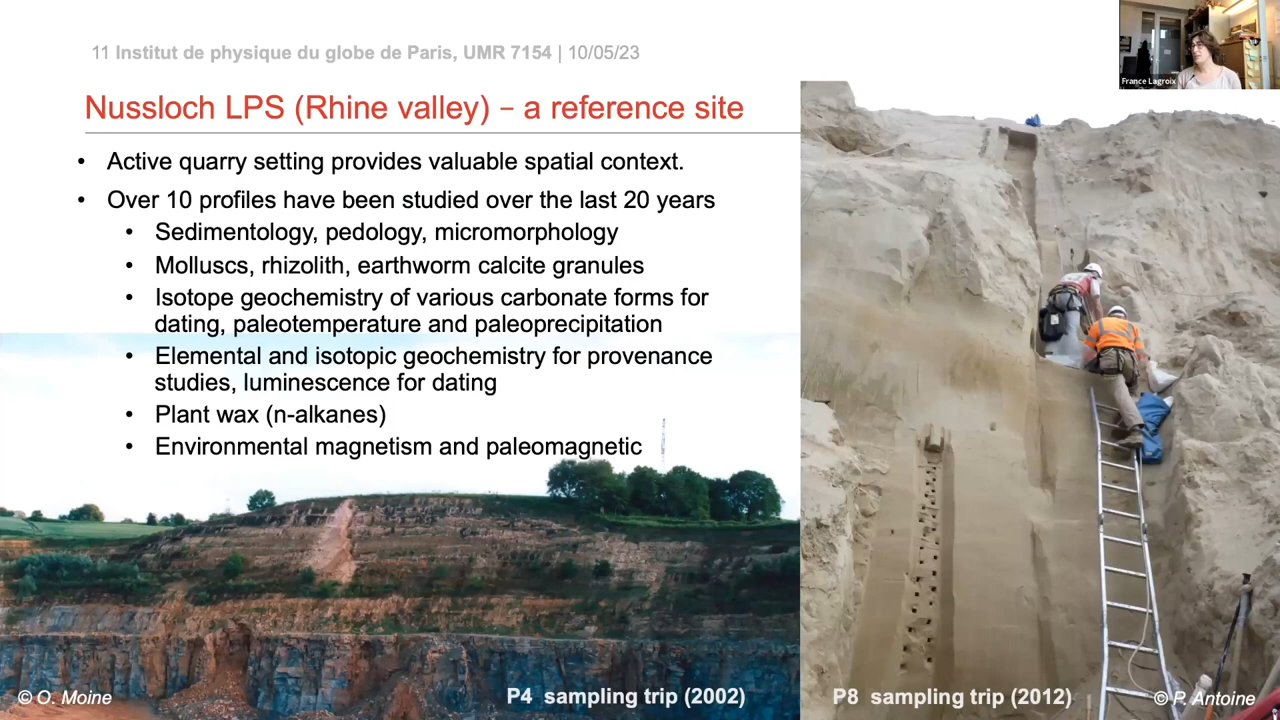 11 Institut de physique du globe de Paris, UMR 7154 | 10/05/23
France Lagroix
Nussloch LPS (Rhine valley) – a reference site
• Active quarry setting provides valuable spatial context.
• Over 10 profiles have been studied over the last 20 years
• Sedimentology, pedology, micromorphology
• Molluscs, rhizolith, earthworm calcite granules
• Isotope geochemistry of various carbonate forms for
dating, paleotemperature and paleoprecipitation
• Elemental and isotopic geochemistry for provenance
studies, luminescence for dating
• Plant wax (n-alkanes)
• Environmental magnetism and paleomagnetic
© O. Moine
P4 sampling trip (2002)
P8 sampling trip (2012)
© P. Antoine